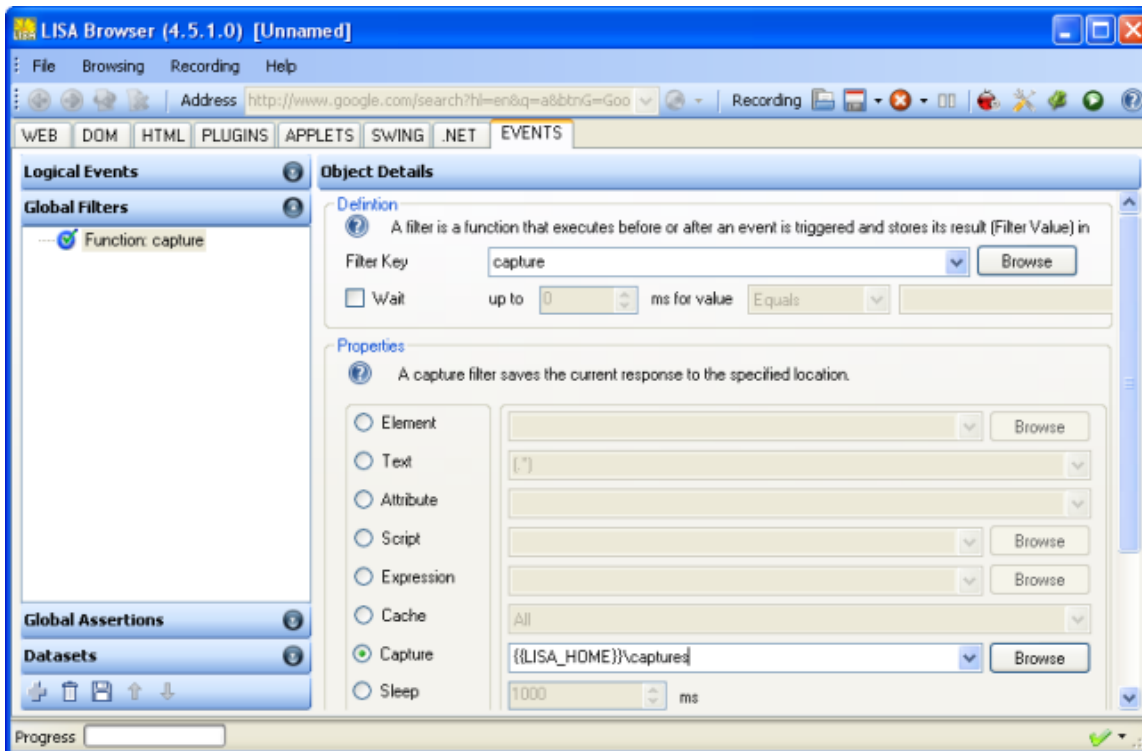 LISA Browser (4.5.1.0) [Unnamed]
File Browsing Recording Help
Address http://www.google.com/search?hl=en&q=a&btnG=Goo Recording
WEB DOM HTML PLUGINS APPLETS SWING .NET EVENTS
Logical Events
Global Filters
Function: capture
Global Assertions
Datasets
Object Details
Defintion
A filter is a function that executes before or after an event is triggered and stores its result (Filter Value) in
Filter Key capture Browse
Wait up to 0 ms for value Equals
Properties
A capture filter saves the current response to the specified location.
Element Browse
Text (.*)
Attribute
Script Browse
Expression Browse
Cache All
Capture {{LISA_HOME}}\captures Browse
Sleep 1000 ms
Progress